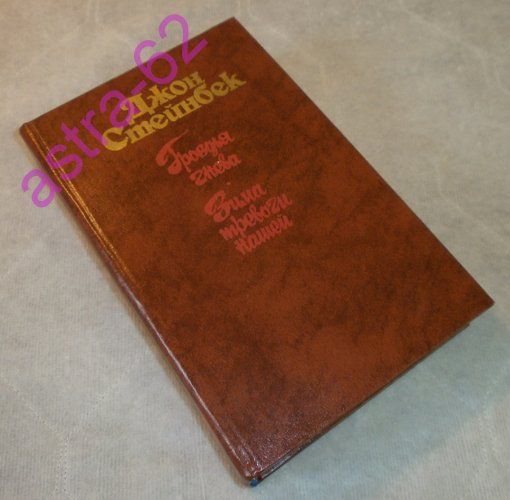 Джон
Стейнбек
Гроздья
гнева
Зима
тревоги
нашей
astra-62